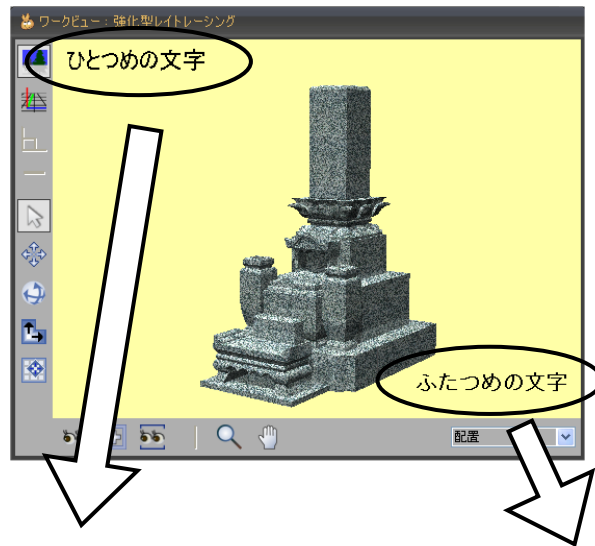 ワークビュー：強化型レイトレーシング
ひとつめの文字
ふたつめの文字
配置